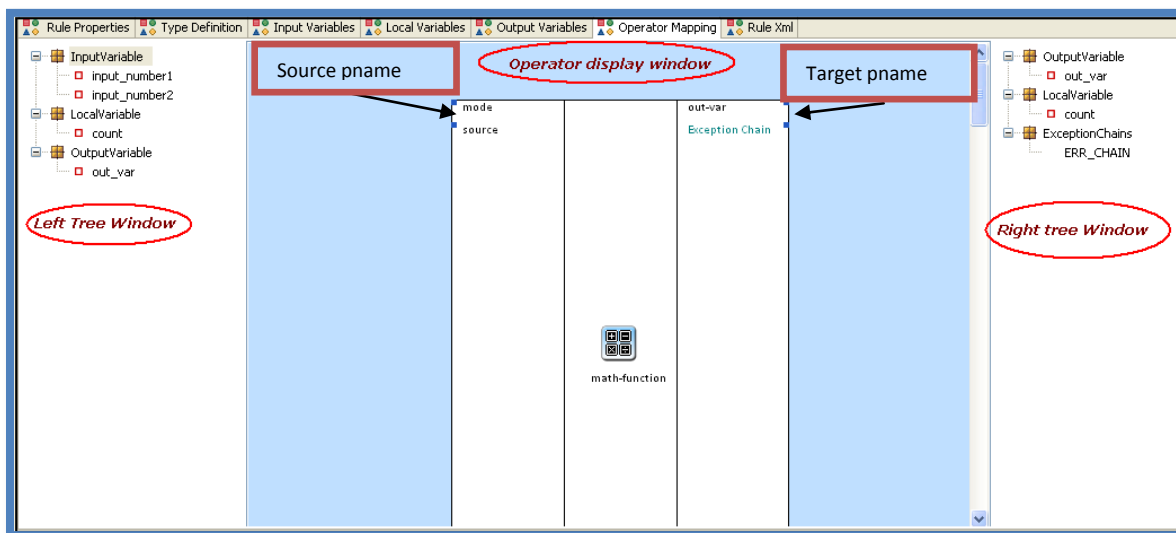 Rule Properties Type Definition Input Variables Local Variables Output Variables Operator Mapping Rule Xml
InputVariable
input_number1
input_number2
LocalVariable
count
OutputVariable
out_var
Left Tree Window
Source pname
Operator display window
Target pname
mode
source
out-var
Exception Chain
math-function
OutputVariable
out_var
LocalVariable
count
ExceptionChains
ERR_CHAIN
Right tree Window